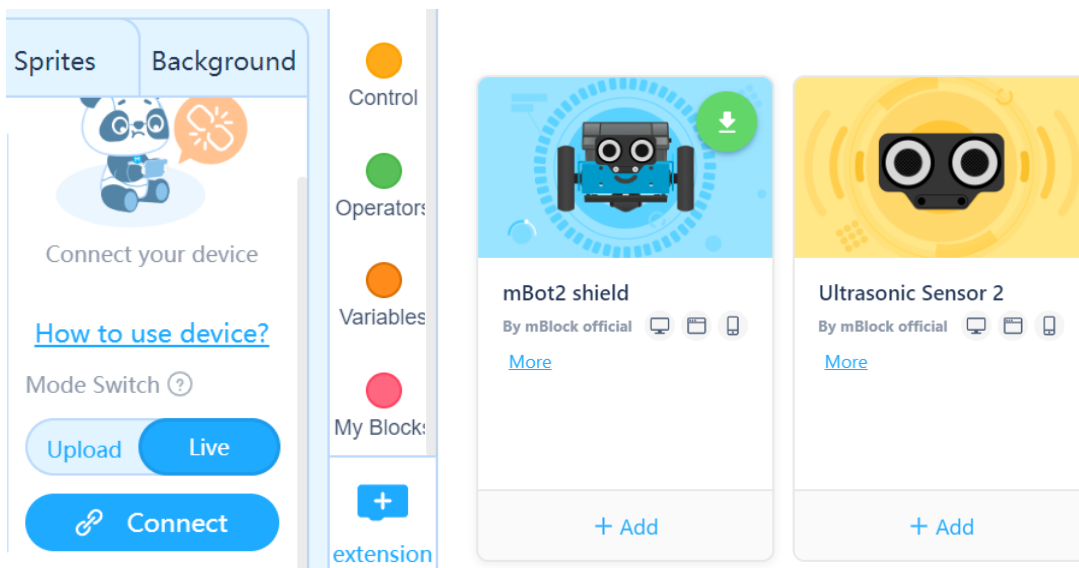 Sprites
Background
Connect your device
How to use device?
Mode Switch ?
Upload
Live
Connect
Control
Operators
Variables
My Blocks
+
extension
mBot2 shield
By mBlock official
More
+ Add
Ultrasonic Sensor 2
By mBlock official
More
+ Add